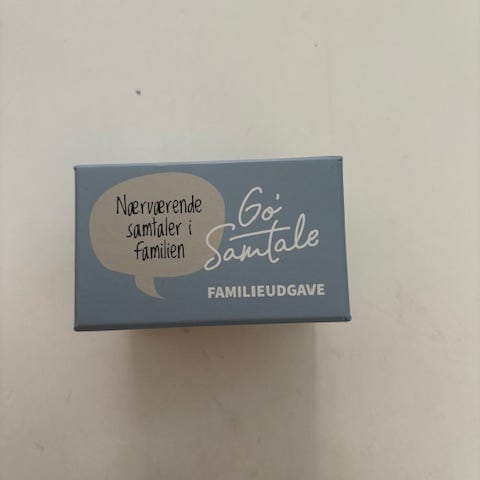 Nærværende
samtaler i
familien
Go'
Samtale
FAMILIEUDGAVE